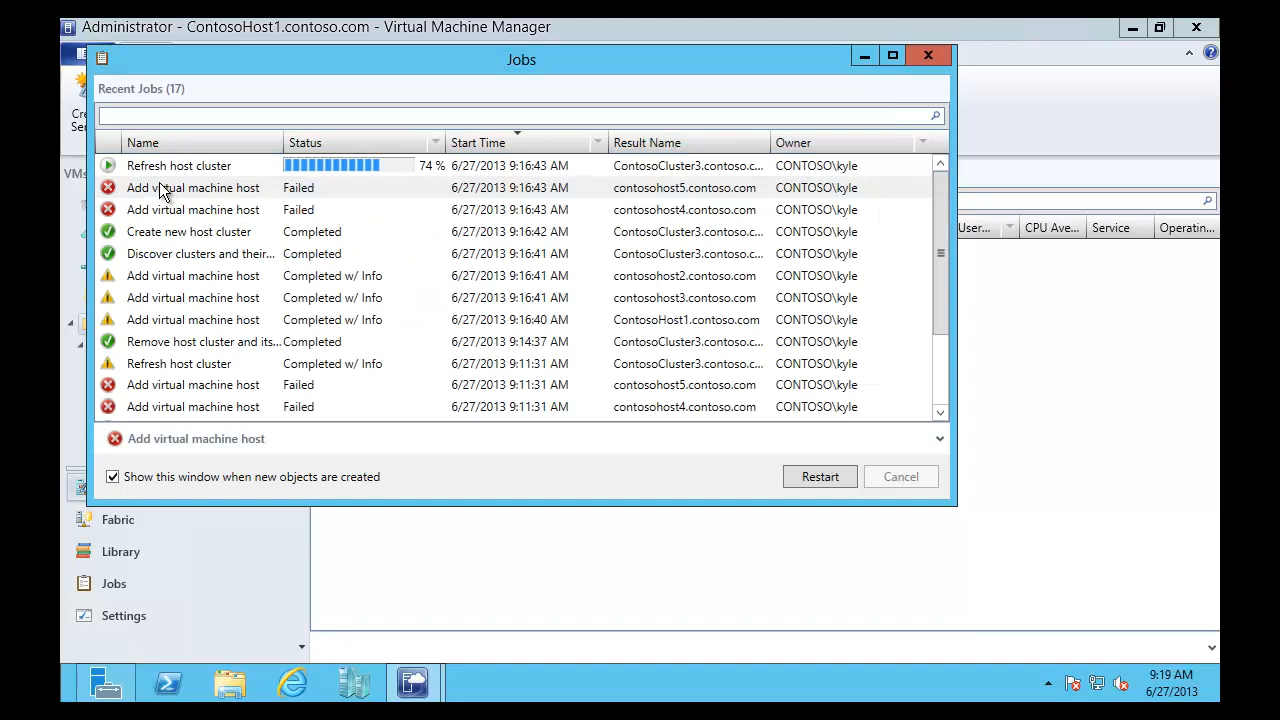 Administrator - ContosoHost1.contoso.com - Virtual Machine Manager
Jobs
Recent Jobs (17)
Name Status Start Time Result Name Owner
Refresh host cluster 74 % 6/27/2013 9:16:43 AM ContosoCluster3.contoso.c... CONTOSO\kyle
Add virtual machine host Failed 6/27/2013 9:16:43 AM contosohost5.contoso.com CONTOSO\kyle
Add virtual machine host Failed 6/27/2013 9:16:43 AM contosohost4.contoso.com CONTOSO\kyle
Create new host cluster Completed 6/27/2013 9:16:42 AM ContosoCluster3.contoso.c... CONTOSO\kyle
Discover clusters and their... Completed 6/27/2013 9:16:41 AM ContosoCluster3.contoso.c... CONTOSO\kyle
Add virtual machine host Completed w/ Info 6/27/2013 9:16:41 AM contosohost2.contoso.com CONTOSO\kyle
Add virtual machine host Completed w/ Info 6/27/2013 9:16:41 AM contosohost3.contoso.com CONTOSO\kyle
Add virtual machine host Completed w/ Info 6/27/2013 9:16:40 AM ContosoHost1.contoso.com CONTOSO\kyle
Remove host cluster and its... Completed 6/27/2013 9:14:37 AM ContosoCluster3.contoso.c... CONTOSO\kyle
Refresh host cluster Completed w/ Info 6/27/2013 9:11:31 AM ContosoCluster3.contoso.c... CONTOSO\kyle
Add virtual machine host Failed 6/27/2013 9:11:31 AM contosohost5.contoso.com CONTOSO\kyle
Add virtual machine host Failed 6/27/2013 9:11:31 AM contosohost4.contoso.com CONTOSO\kyle
Add virtual machine host
Show this window when new objects are created
Restart Cancel
Cre
Ser
VMs
User... CPU Ave... Service Operatin...
Fabric
Library
Jobs
Settings
9:19 AM
6/27/2013